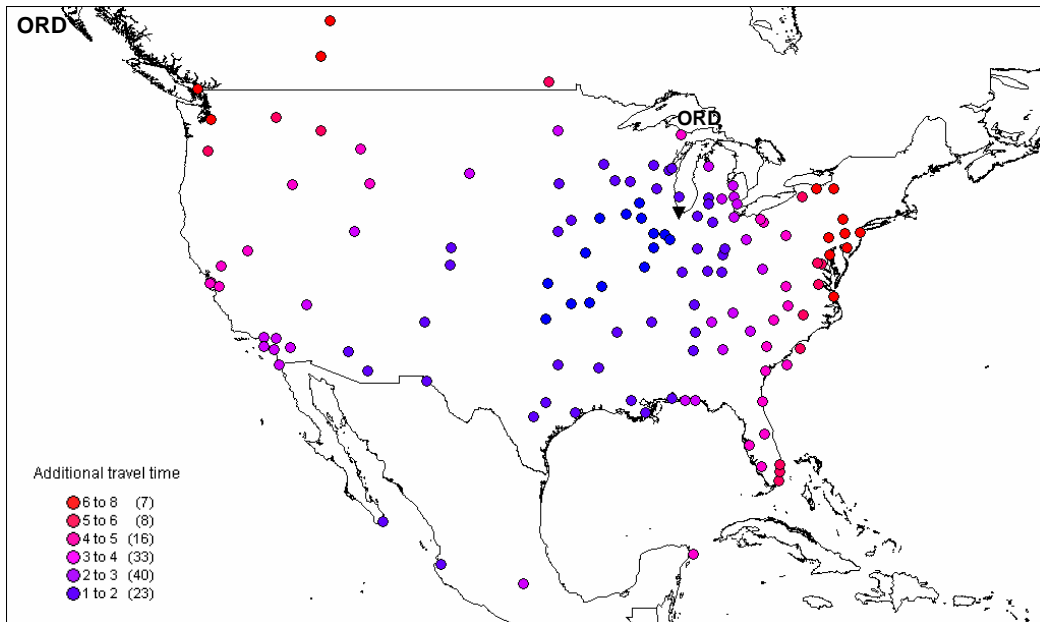 ORD
ORD
Additional travel time
6 to 8 (7)
5 to 6 (8)
4 to 5 (16)
3 to 4 (33)
2 to 3 (40)
1 to 2 (23)